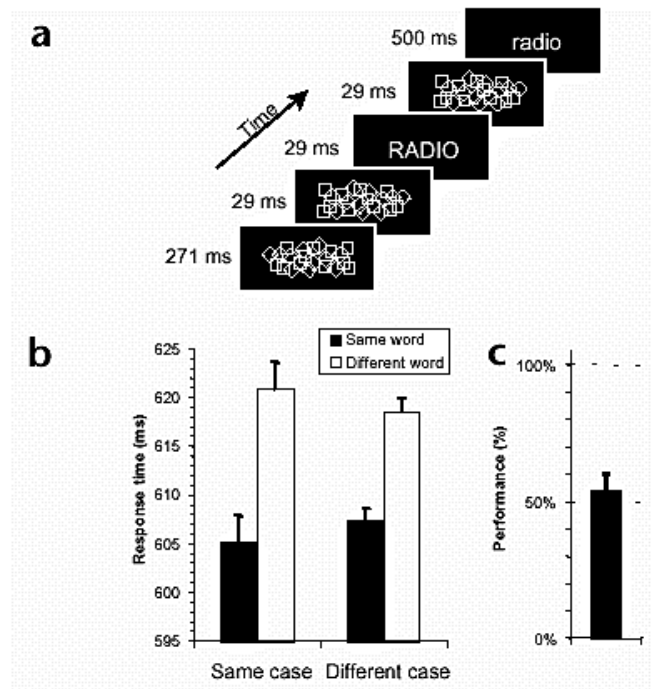 a
500 ms
radio
29 ms
Time
29 ms
RADIO
29 ms
271 ms
b
Same word
Different word
c
625
620
615
610
605
600
595
Response time (ms)
Same case
Different case
100%
50%
0%
Performance (%)